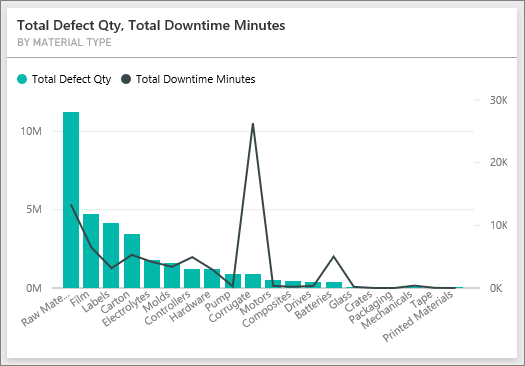 Total Defect Qty, Total Downtime Minutes
BY MATERIAL TYPE
Total Defect Qty
Total Downtime Minutes
30K
10M
20K
5M
10K
0M
0K
Raw Mate...
Film
Labels
Carton
Electrolytes
Molds
Controllers
Hardware
Pump
Corrugate
Motors
Composites
Drives
Batteries
Glass
Crates
Packaging
Mechanicals
Tape
Printed Materials